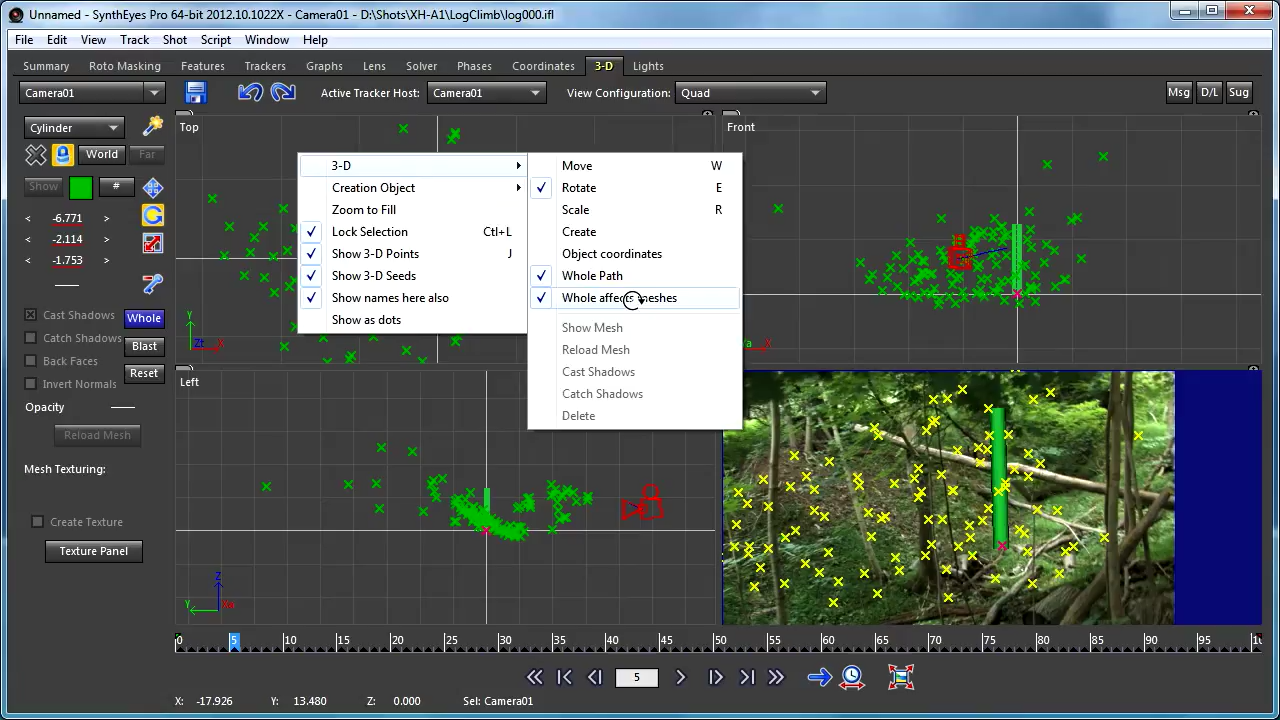 Unnamed - SynthEyes Pro 64-bit 2012.10.1022X - Camera01 - D:\Shots\XH-A1\LogClimb\log000.ifl
File Edit View Track Shot Script Window Help
Summary Roto Masking Features Trackers Graphs Lens Solver Phases Coordinates 3-D Lights
Camera01 Active Tracker Host: Camera01 View Configuration: Quad Msg D/L Sug
Cylinder
World Far
Show #
< -6.771 >
< -2.114 >
< -1.753 >
Cast Shadows Whole
Catch Shadows Blast
Back Faces
Invert Normals Reset
Opacity
Reload Mesh
Mesh Texturing:
Create Texture
Texture Panel
Top
Y
Zt X
3-D
Creation Object
Zoom to Fill
Lock Selection Ctl+L
Show 3-D Points J
Show 3-D Seeds
Show names here also
Show as dots
Move W
Rotate E
Scale R
Create
Object coordinates
Whole Path
Whole affects meshes
Show Mesh
Reload Mesh
Cast Shadows
Catch Shadows
Delete
Front
Ya X
Left
Z
Y Xa
0 5 10 15 20 25 30 35 40 45 50 55 60 65 70 75 80 85 90 95
5
X: -17.926 Y: 13.480 Z: 0.000 Sel: Camera01